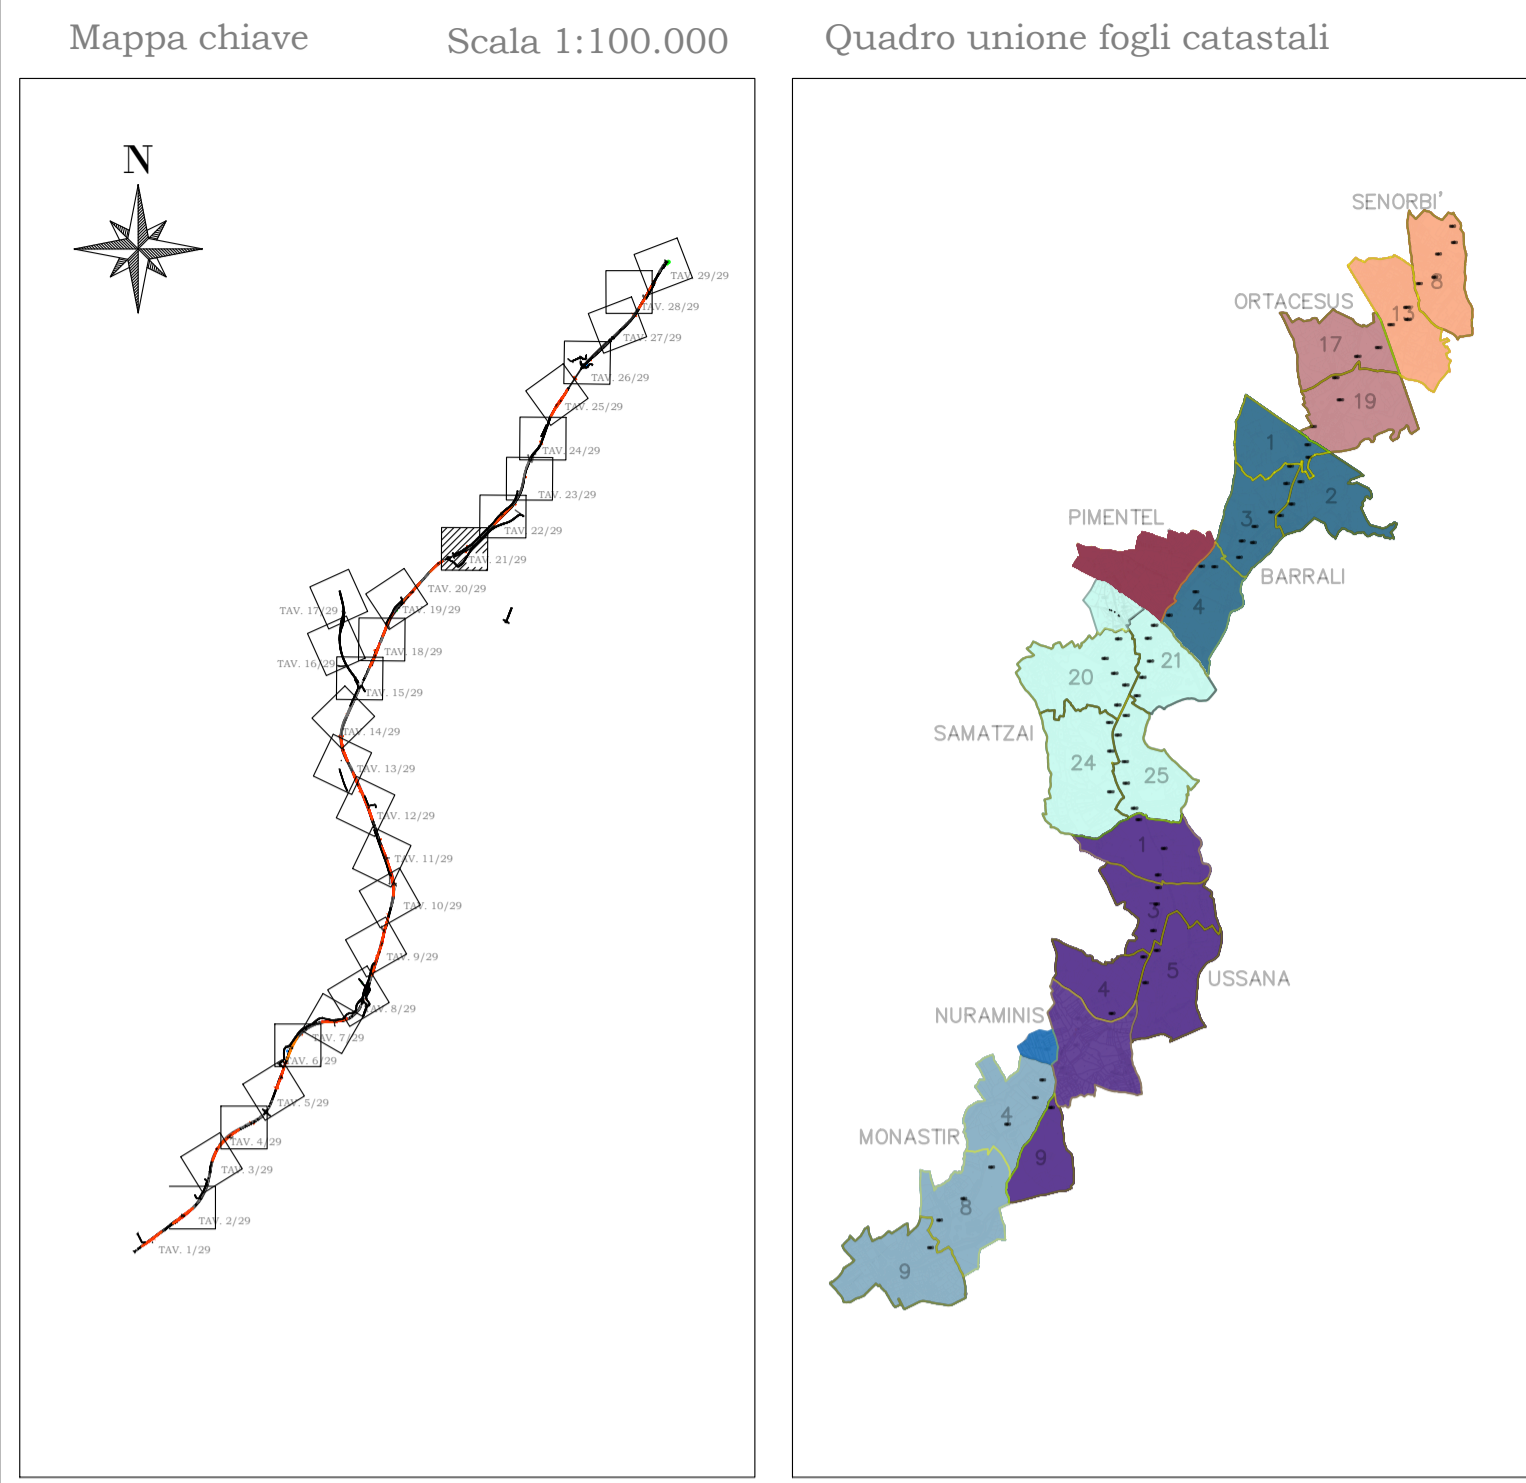 Mappa chiave
Scala 1:100.000
Quadro unione fogli catastali
N
TAV. 29/29
TAV. 28/29
TAV. 27/29
TAV. 26/29
TAV. 25/29
TAV. 24/29
TAV. 23/29
TAV. 22/29
TAV. 21/29
TAV. 20/29
TAV. 19/29
TAV. 17/29
TAV. 18/29
TAV. 16/29
TAV. 15/29
TAV. 14/29
TAV. 13/29
TAV. 12/29
TAV. 11/29
TAV. 10/29
TAV. 9/29
TAV. 8/29
TAV. 7/29
TAV. 6/29
TAV. 5/29
TAV. 4/29
TAV. 3/29
TAV. 2/29
TAV. 1/29
SENORBI'
8
ORTACESUS
13
17
19
1
2
3
PIMENTEL
BARRALI
4
21
20
SAMATZAI
24
25
1
3
5
USSANA
4
NURAMINIS
4
MONASTIR
9
8
9